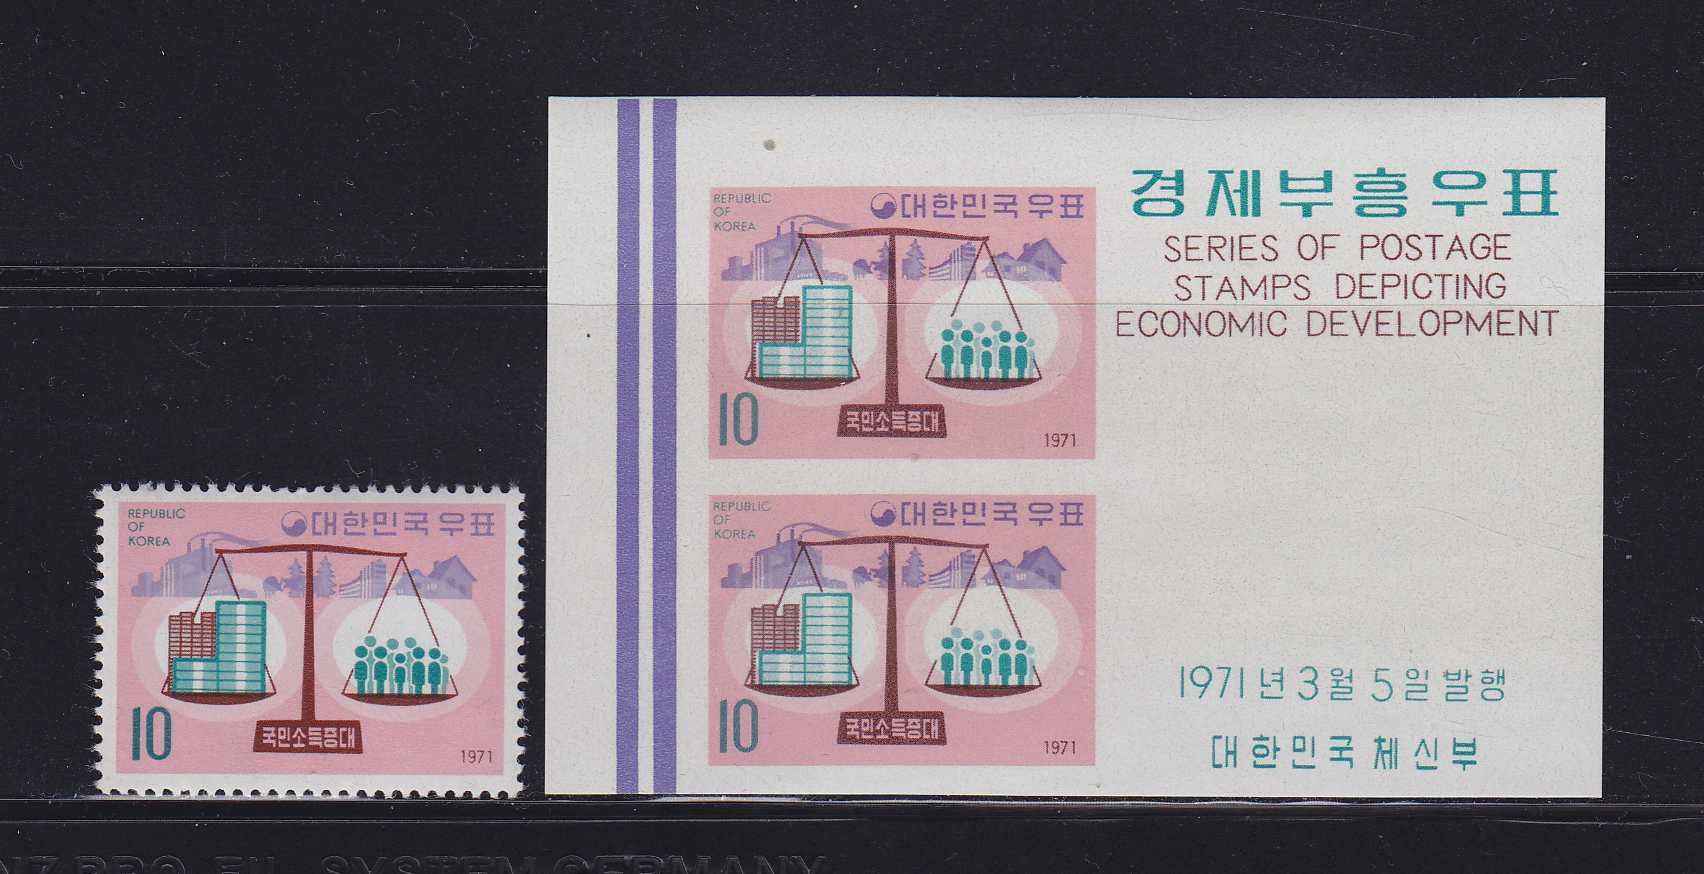 REPUBLIC
OF
KOREA
대한민국우표
국민소득증대
10
1971
REPUBLIC
OF
KOREA
대한민국우표
국민소득증대
10
1971
REPUBLIC
OF
KOREA
대한민국우표
국민소득증대
10
1971
경제부흥우표
SERIES OF POSTAGE
STAMPS DEPICTING
ECONOMIC DEVELOPMENT
1971년 3월 5일 발행
대한민국 체신부
SYSTEM GERMANY